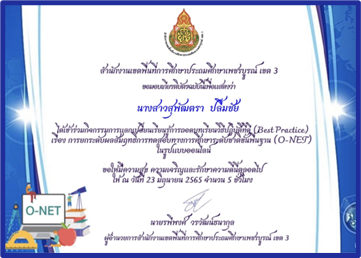 สำนักงานเขตพื้นที่การศึกษาประถมศึกษาเพชรบูรณ์ เขต 3
ขอมอบเกียรติบัตรฉบับนี้เพื่อแสดงว่า
นางสาวสุพัฒตรา ปลื้มชัย
ได้เข้าร่วมกิจกรรมการแลกเปลี่ยนเรียนรู้การถอดบทเรียนวิธีปฏิบัติที่ดี (Best Practice)
เรื่อง การยกระดับผลสัมฤทธิ์การทดสอบทางการศึกษาระดับชาติขั้นพื้นฐาน (O-NET)
ในรูปแบบออนไลน์
ขอให้มีความสุข ความเจริญและรักษาความดีนี้ตลอดไป
ให้ ณ วันที่ 23 มิถุนายน 2565 จำนวน 5 ชั่วโมง
O-NET
นายรพีพงศ์ วรวัฒน์ธนากุล
ผู้อำนวยการสำนักงานเขตพื้นที่การศึกษาประถมศึกษาเพชรบูรณ์ เขต 3